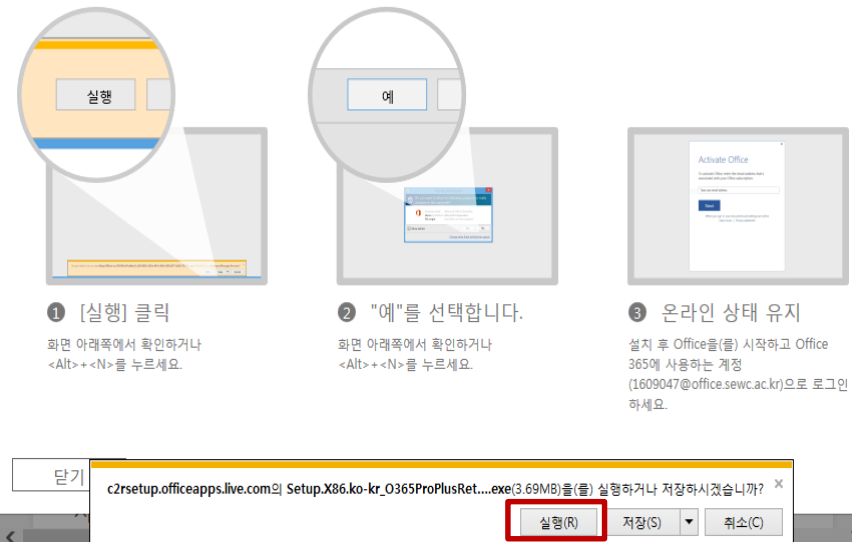 실행
예
Activate Office
❶ [실행] 클릭
화면 아래쪽에서 확인하거나
<Alt>+<N>를 누르세요.
❷ "예"를 선택합니다.
화면 아래쪽에서 확인하거나
<Alt>+<N>를 누르세요.
❸ 온라인 상태 유지
설치 후 Office을(를) 시작하고 Office
365에 사용하는 계정
(1609047@office.sewc.ac.kr)으로 로그인
하세요.
닫기
c2rsetup.officeapps.live.com의 Setup.X86.ko-kr_O365ProPlusRet....exe(3.69MB)을(를) 실행하거나 저장하시겠습니까? ×
실행(R) 저장(S) ▼ 취소(C)